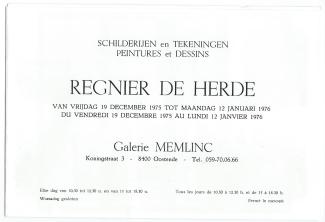 SCHILDERIJEN en TEKENINGEN
PEINTURES et DESSINS
REGNIER DE HERDE
VAN VRIJDAG 19 DECEMBER 1975 TOT MAANDAG 12 JANUARI 1976
DU VENDREDI 19 DECEMBRE 1975 AU LUNDI 12 JANVIER 1976
Galerie MEMLINC
Koningstraat 3 - 8400 Oostende - Tel. 059-70.06.66
Elke dag van 10.30 tot 12.30 u. en van 15 tot 18.30 u.
Woensdag gesloten
Tous les jours de 10.30 à 12.30 h. et de 15 à 18.30 h.
Fermé le mercredi